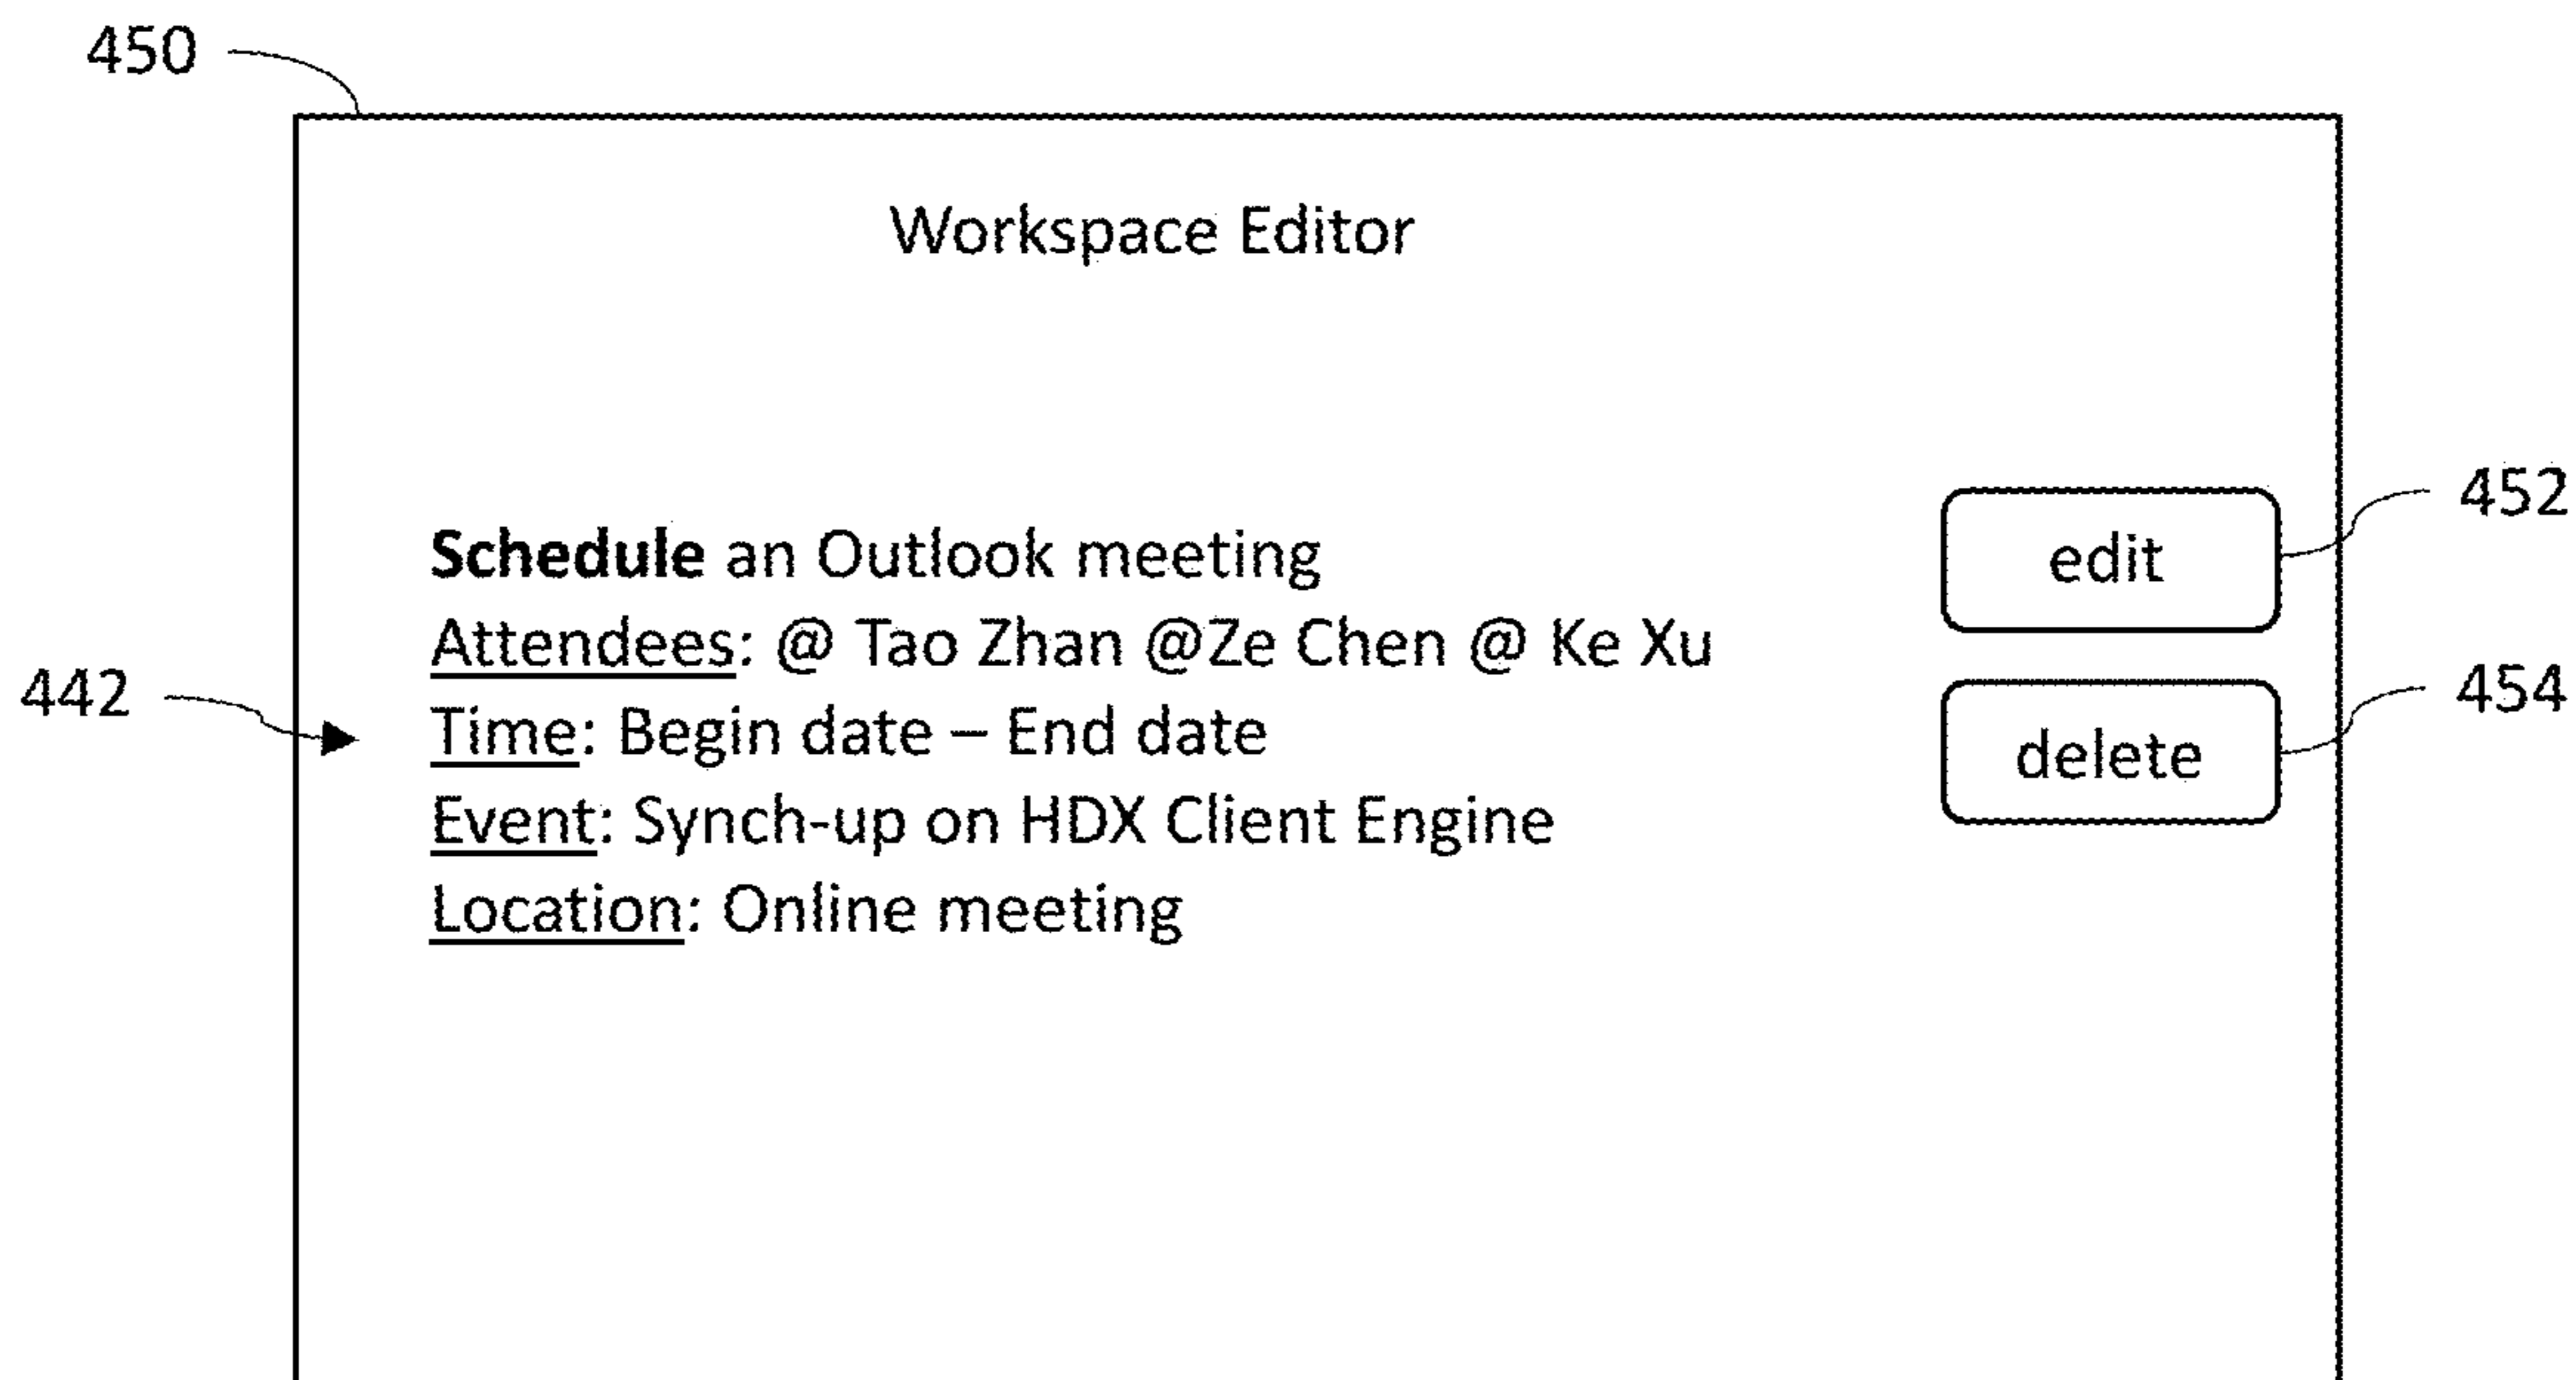 450
Workspace Editor
452
Schedule an Outlook meeting
edit
Attendees: @ Tao Zhan @Ze Chen @ Ke Xu
442
454
Time: Begin date – End date
delete
Event: Synch-up on HDX Client Engine
Location: Online meeting